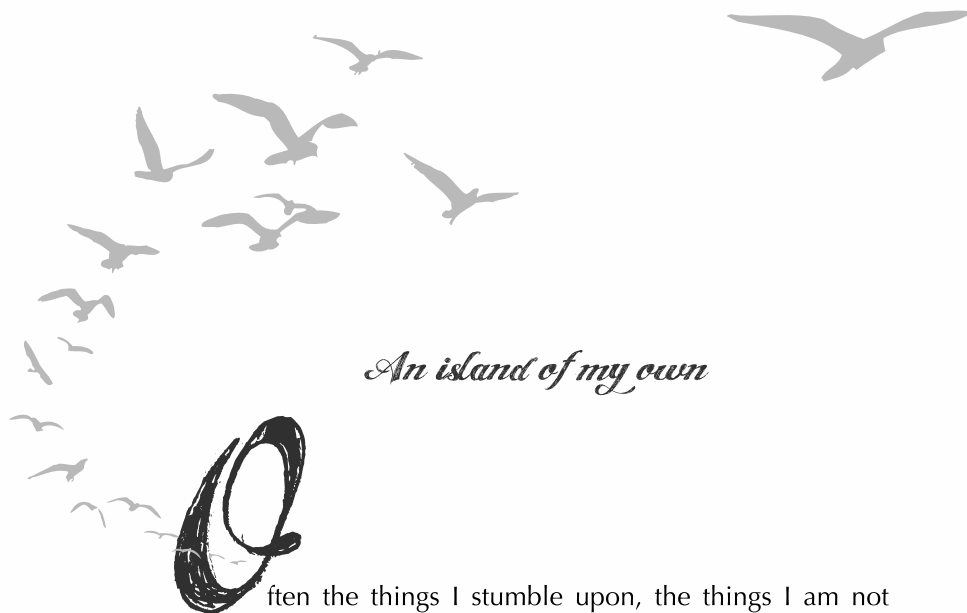 An island of my own
Often the things I stumble upon, the things I am not